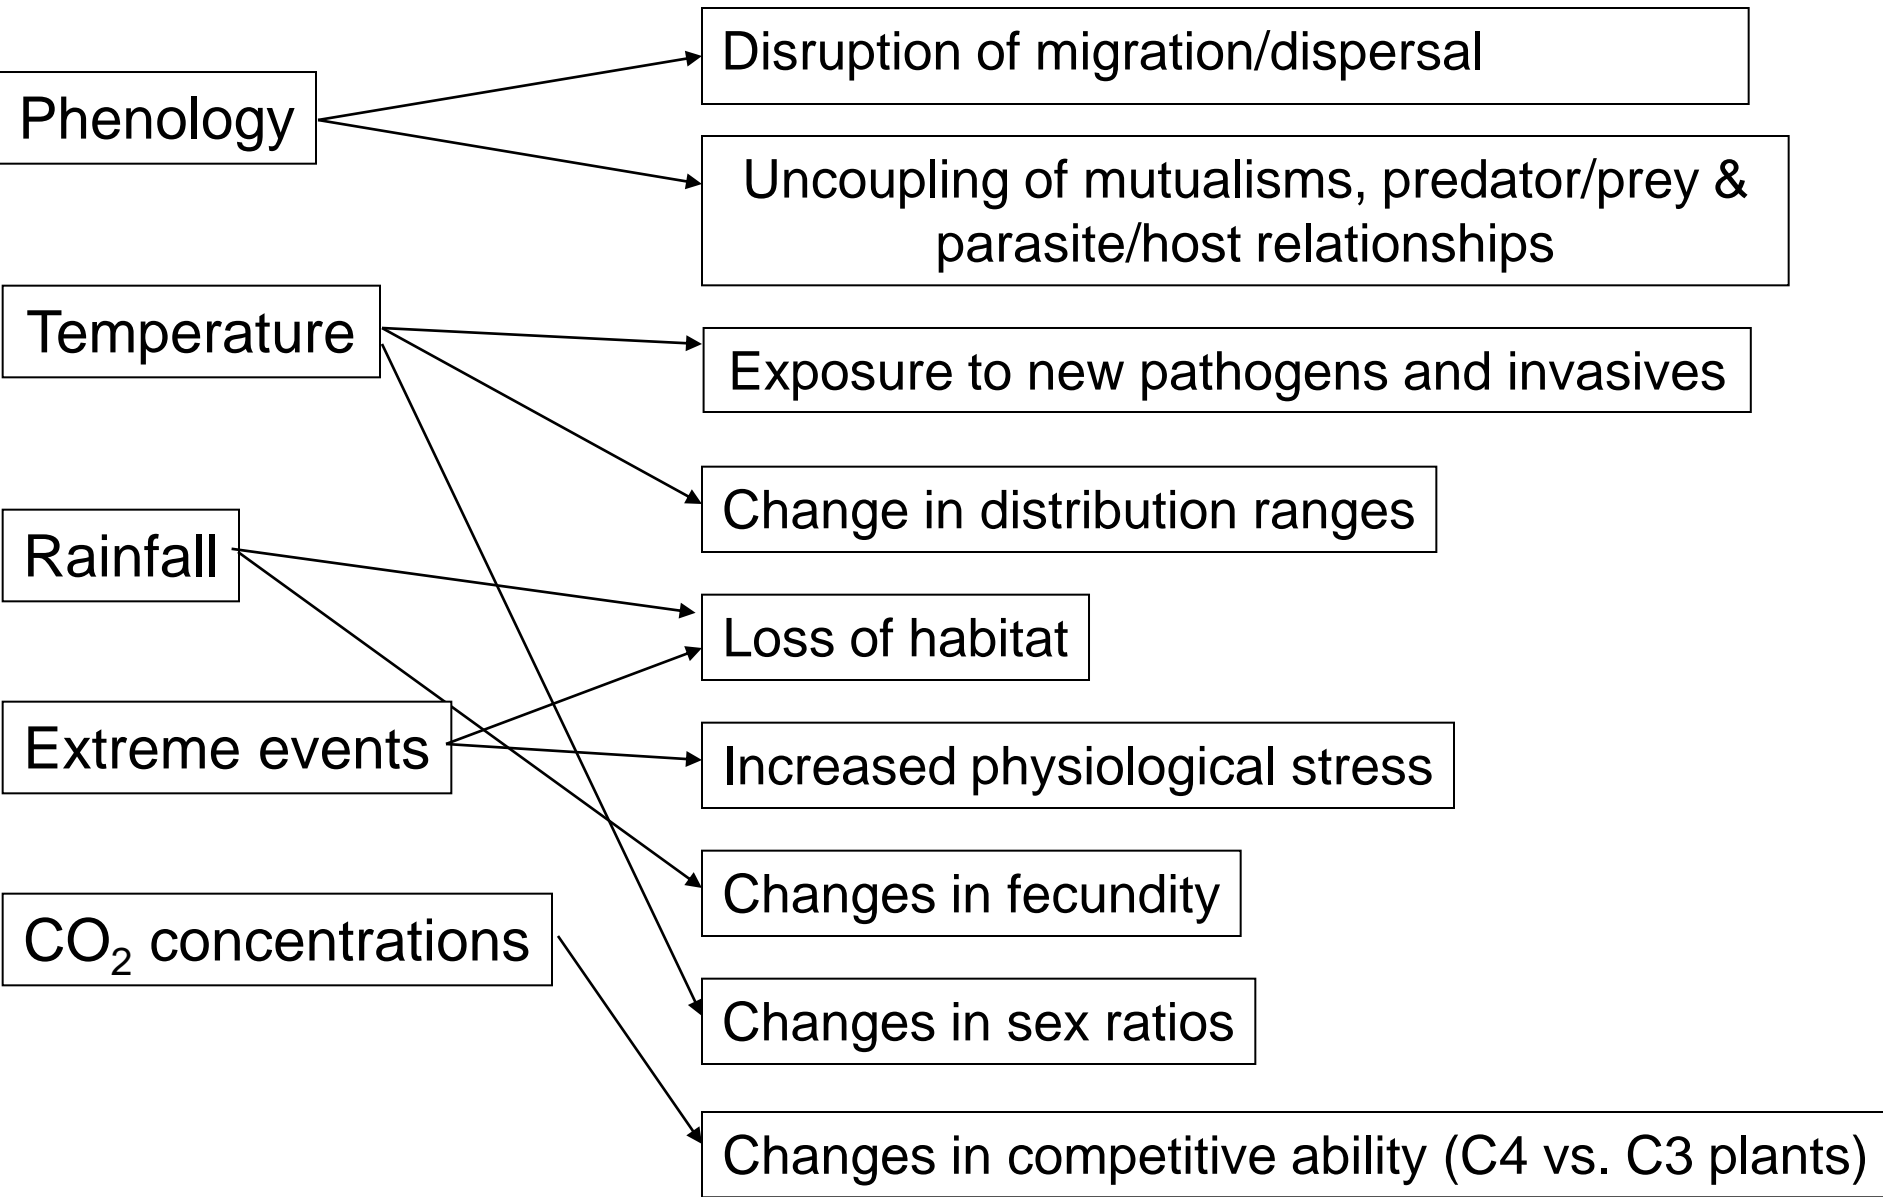 Phenology
Temperature
Rainfall
Extreme events
CO₂ concentrations
Disruption of migration/dispersal
Uncoupling of mutualisms, predator/prey &
parasite/host relationships
Exposure to new pathogens and invasives
Change in distribution ranges
Loss of habitat
Increased physiological stress
Changes in fecundity
Changes in sex ratios
Changes in competitive ability (C4 vs. C3 plants)